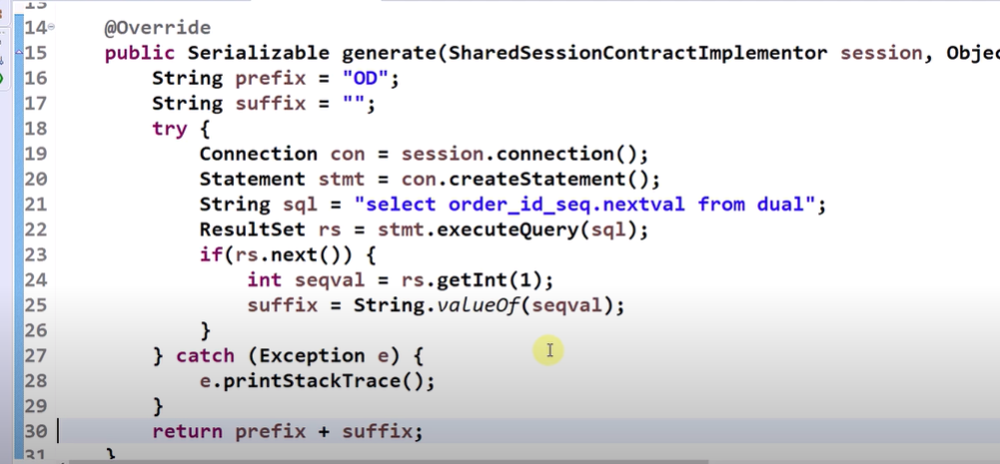 14 @Override
15 public Serializable generate(SharedSessionContractImplementor session, Objec
16 String prefix = "OD";
17 String suffix = "";
18 try {
19 Connection con = session.connection();
20 Statement stmt = con.createStatement();
21 String sql = "select order_id_seq.nextval from dual";
22 ResultSet rs = stmt.executeQuery(sql);
23 if(rs.next()) {
24 int seqval = rs.getInt(1);
25 suffix = String.valueOf(seqval);
26 }
27 } catch (Exception e) {
28 e.printStackTrace();
29 }
30 return prefix + suffix;
31 }